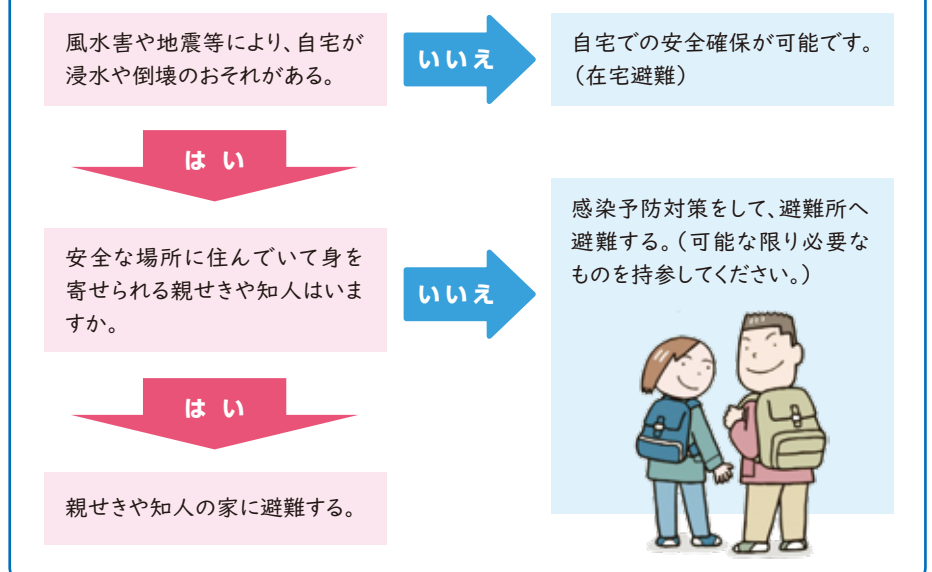 風水害や地震等により、自宅が
浸水や倒壊のおそれがある。
いいえ
自宅での安全確保が可能です。
（在宅避難）
はい
安全な場所に住んでいて身を
寄せられる親せきや知人はいま
すか。
いいえ
感染予防対策をして、避難所へ
避難する。（可能な限り必要な
ものを持参してください。）
はい
親せきや知人の家に避難する。